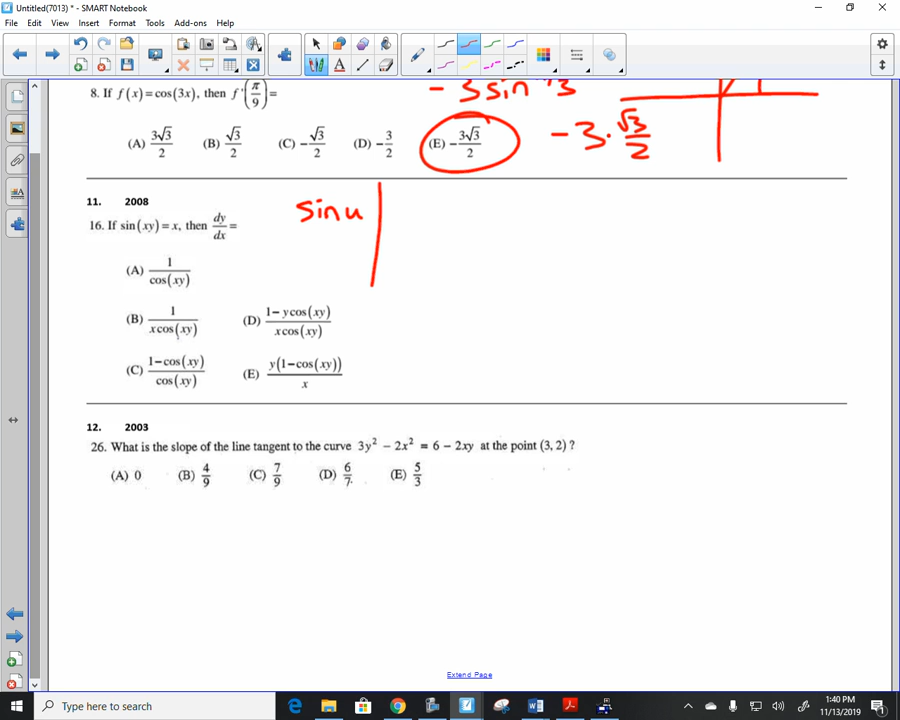 Untitled(7013) * - SMART Notebook
File Edit View Insert Format Tools Add-ons Help
8. If f(x)=cos(3x), then f'(π/9)=
- 3 sin π/3
(A) 3√3/2 (B) √3/2 (C) -√3/2 (D) -3/2 (E) -3√3/2
-3·√3/2
11. 2008
16. If sin(xy)=x, then dy/dx=
sin u
(A) 1/cos(xy)
(B) 1/xcos(xy) (D) 1-ycos(xy)/xcos(xy)
(C) 1-cos(xy)/cos(xy) (E) y(1-cos(xy))/x
12. 2003
26. What is the slope of the line tangent to the curve 3y² - 2x² = 6 - 2xy at the point (3, 2) ?
(A) 0 (B) 4/9 (C) 7/9 (D) 6/7 (E) 5/3
Extend Page
Type here to search
1:40 PM
11/13/2019